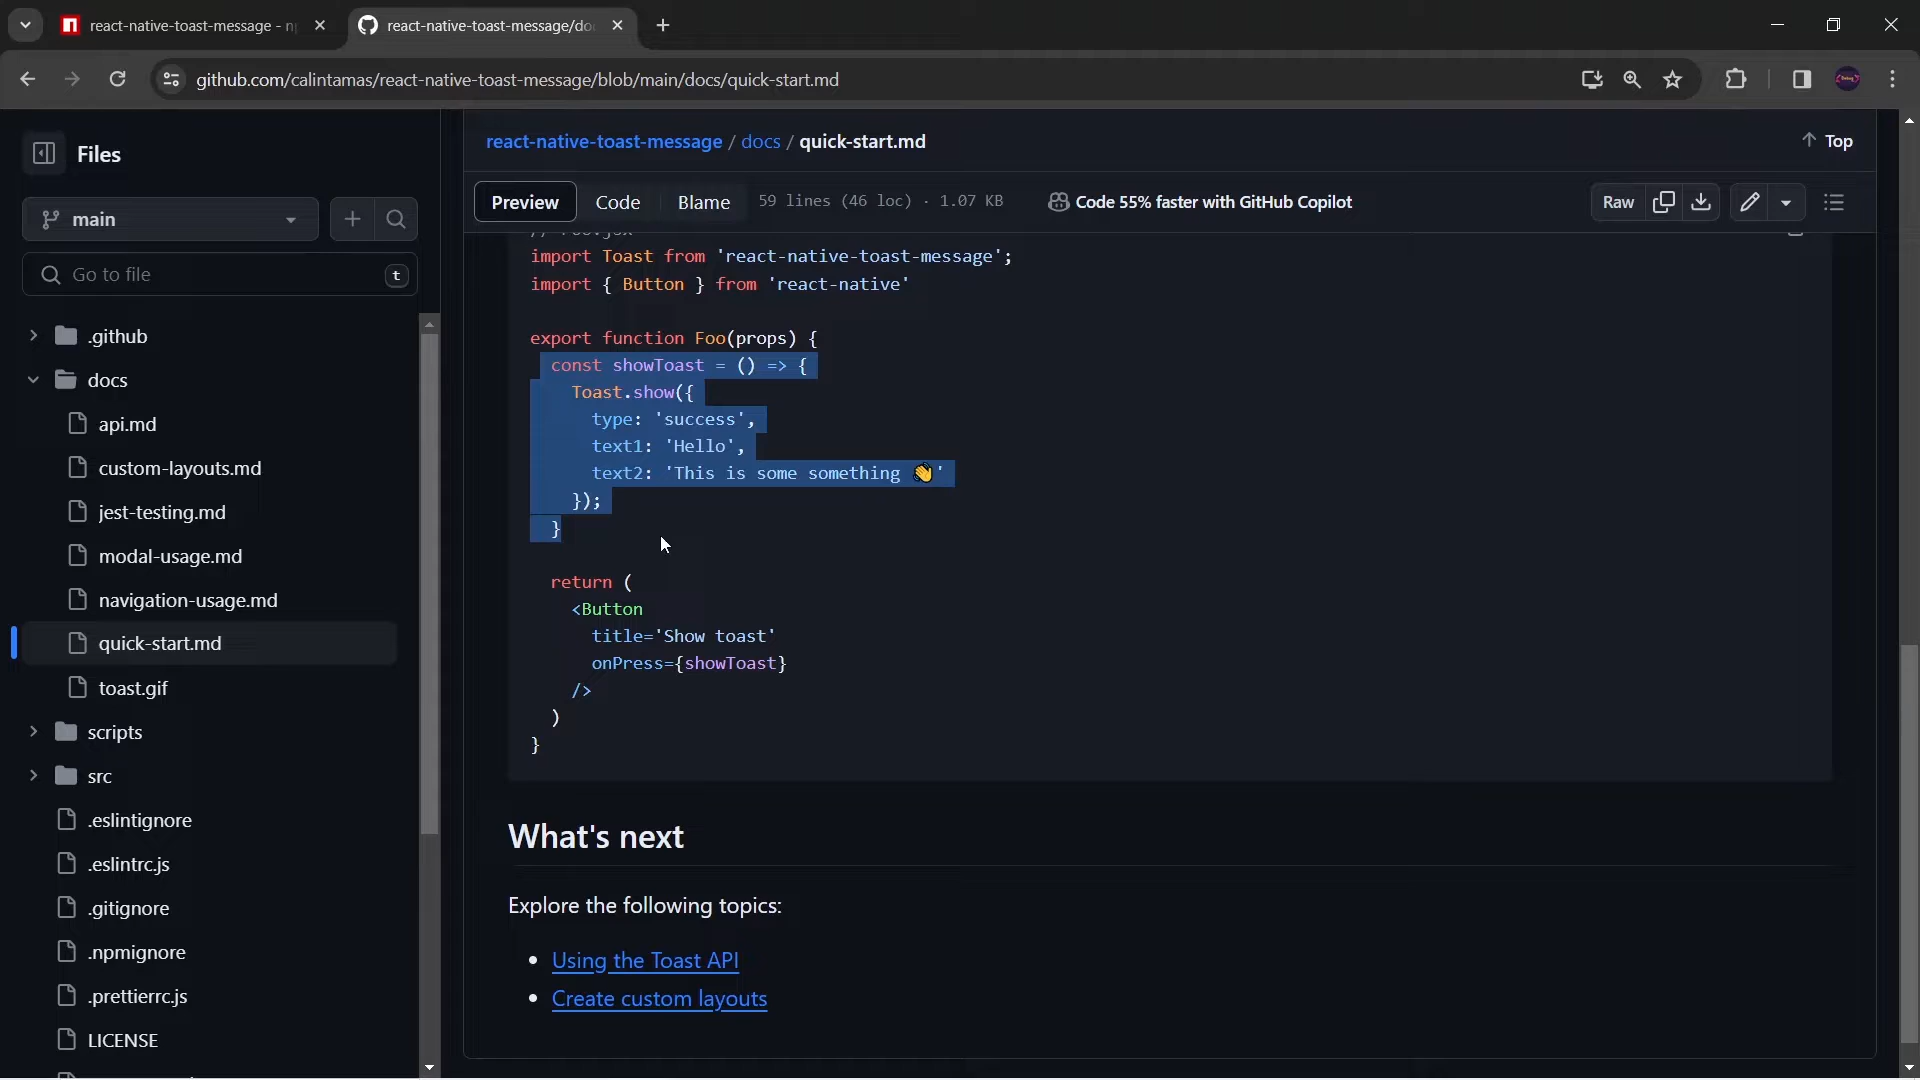 react-native-toast-message - n
react-native-toast-message/do
github.com/calintamas/react-native-toast-message/blob/main/docs/quick-start.md
Files
main
Go to file
t
.github
docs
api.md
custom-layouts.md
jest-testing.md
modal-usage.md
navigation-usage.md
quick-start.md
toast.gif
scripts
src
.eslintignore
.eslintrc.js
.gitignore
.npmignore
.prettierrc.js
LICENSE
react-native-toast-message / docs / quick-start.md
Top
Preview
Code
Blame
59 lines (46 loc) · 1.07 KB
Code 55% faster with GitHub Copilot
Raw
import Toast from 'react-native-toast-message';
import { Button } from 'react-native'
export function Foo(props) {
const showToast = () => {
Toast.show({
type: 'success',
text1: 'Hello',
text2: 'This is some something 👋'
});
}
return (
<Button
title='Show toast'
onPress={showToast}
/>
)
}
What's next
Explore the following topics:
Using the Toast API
Create custom layouts